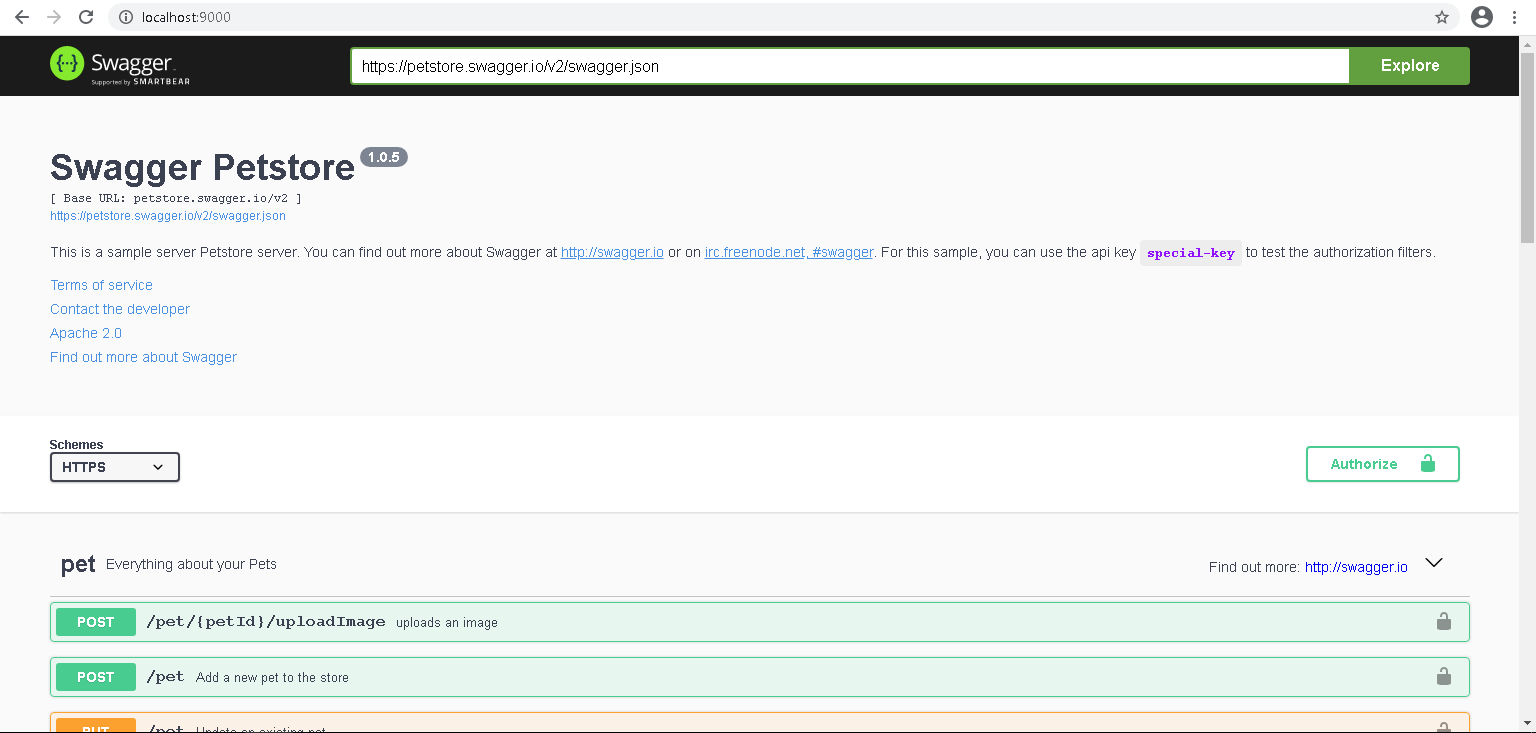 localhost:9000
{···} Swagger
Supported by SMARTBEAR
https://petstore.swagger.io/v2/swagger.json
Explore
Swagger Petstore 1.0.5
[ Base URL: petstore.swagger.io/v2 ]
https://petstore.swagger.io/v2/swagger.json
This is a sample server Petstore server. You can find out more about Swagger at http://swagger.io or on irc.freenode.net, #swagger. For this sample, you can use the api key special-key to test the authorization filters.
Terms of service
Contact the developer
Apache 2.0
Find out more about Swagger
Schemes
HTTPS
Authorize
pet Everything about your Pets
Find out more: http://swagger.io
POST /pet/{petId}/uploadImage uploads an image
POST /pet Add a new pet to the store
PUT /pet Update an existing pet